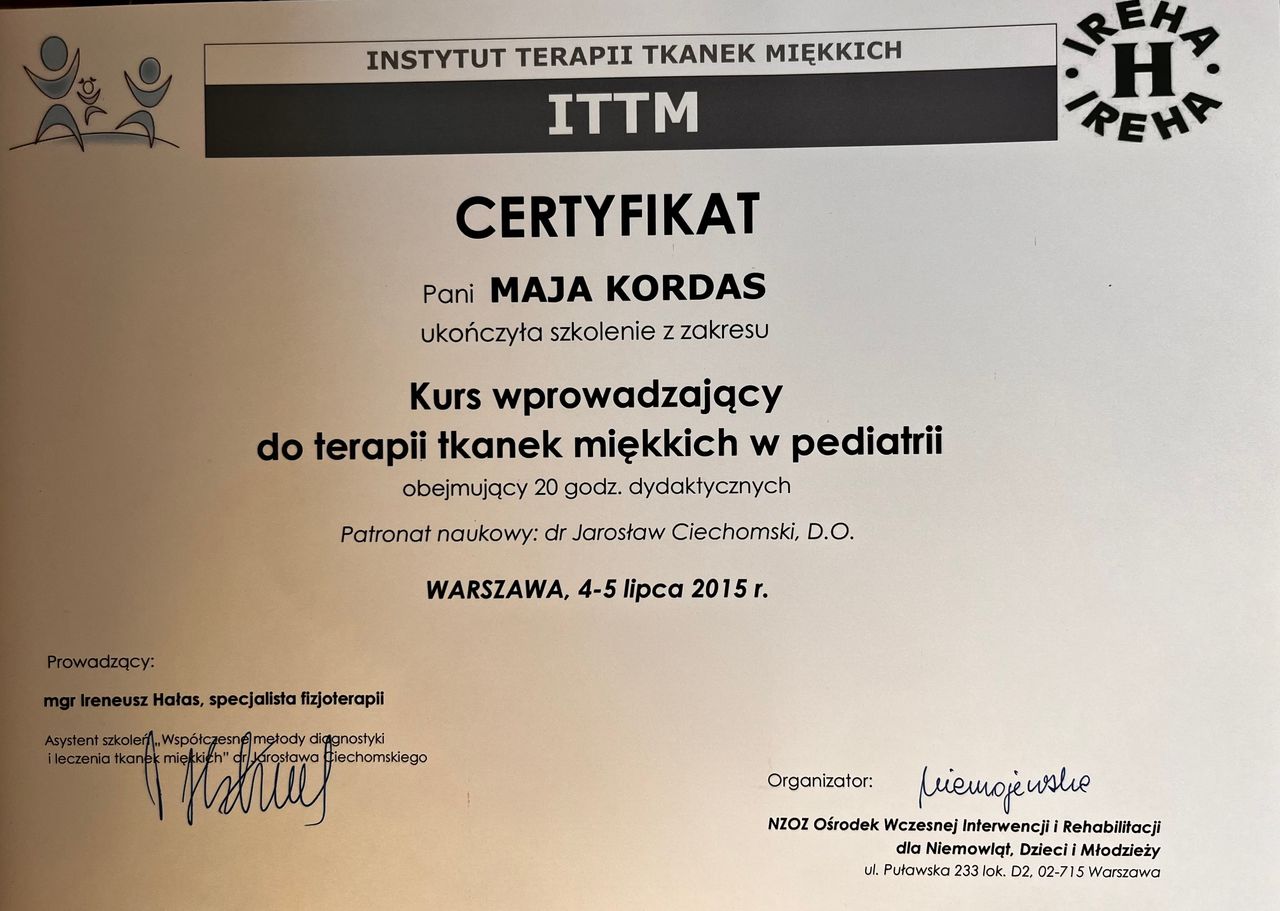 INSTYTUT TERAPII TKANEK MIĘKKICH
ITTM
IREHA
H
IREHA
CERTYFIKAT
Pani MAJA KORDAS
ukończyła szkolenie z zakresu
Kurs wprowadzający
do terapii tkanek miękkich w pediatrii
obejmujący 20 godz. dydaktycznych
Patronat naukowy: dr Jarosław Ciechomski, D.O.
WARSZAWA, 4-5 lipca 2015 r.
Prowadzący:
mgr Ireneusz Hałas, specjalista fizjoterapii
Asystent szkoleń „Współczesne metody diagnostyki
i leczenia tkanek miękkich” dr Jarosława Ciechomskiego
Organizator: Niemojewska
NZOZ Ośrodek Wczesnej Interwencji i Rehabilitacji
dla Niemowląt, Dzieci i Młodzieży
ul. Puławska 233 lok. D2, 02-715 Warszawa